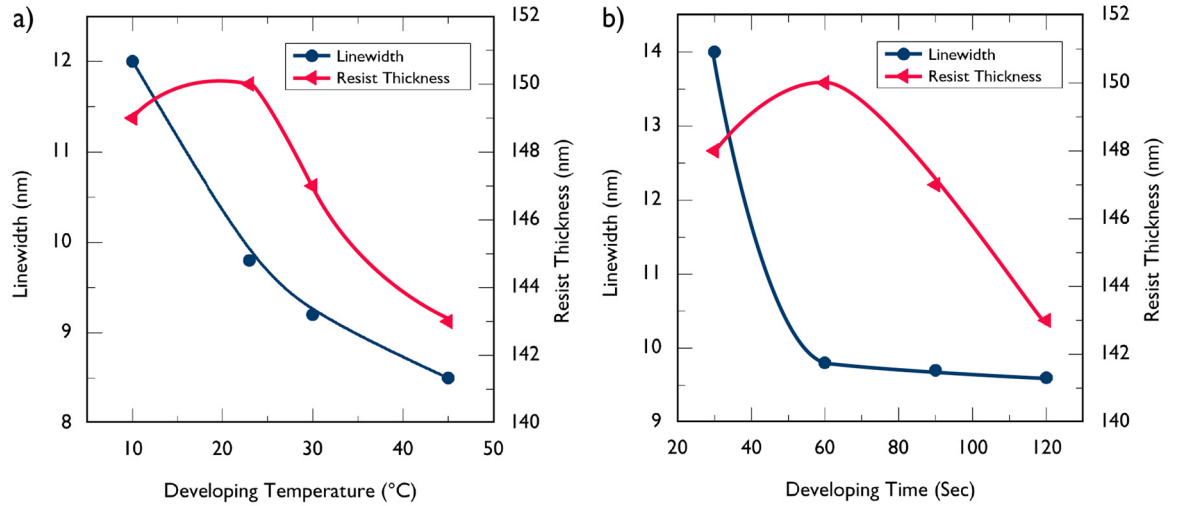 a)
Linewidth
Resist Thickness
12
11
10
9
8
Linewidth (nm)
152
150
148
146
144
142
140
Resist Thickness (nm)
10 20 30 40 50
Developing Temperature (°C)
b)
Linewidth
Resist Thickness
14
13
12
11
10
9
Linewidth (nm)
152
150
148
146
144
142
140
Resist Thickness (nm)
20 40 60 80 100 120
Developing Time (Sec)